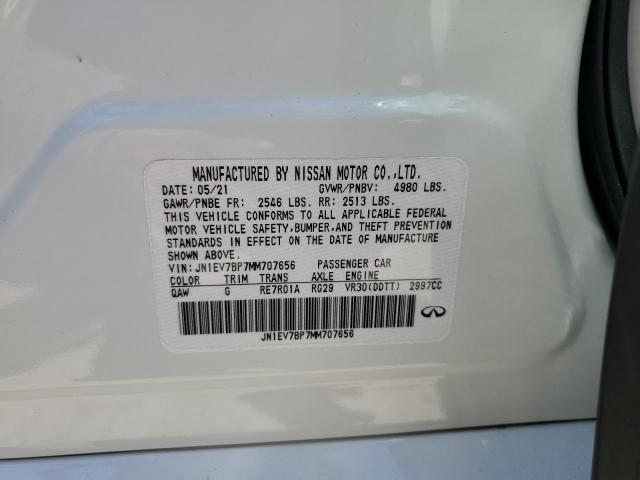 MANUFACTURED BY NISSAN MOTOR CO.,LTD.
DATE: 05/21 GVWR/PNBV: 4980 LBS.
GAWR/PNBE FR: 2546 LBS. RR: 2513 LBS.
THIS VEHICLE CONFORMS TO ALL APPLICABLE FEDERAL
MOTOR VEHICLE SAFETY,BUMPER,AND THEFT PREVENTION
STANDARDS IN EFFECT ON THE DATE OF MANUFACTURE
SHOWN ABOVE.
VIN:JN1EV7BP7MM707656 PASSENGER CAR
COLOR TRIM TRANS AXLE ENGINE
QAW G RE7R01A RG29 VR30(DDTT) 2997CC
JN1EV7BP7MM707656